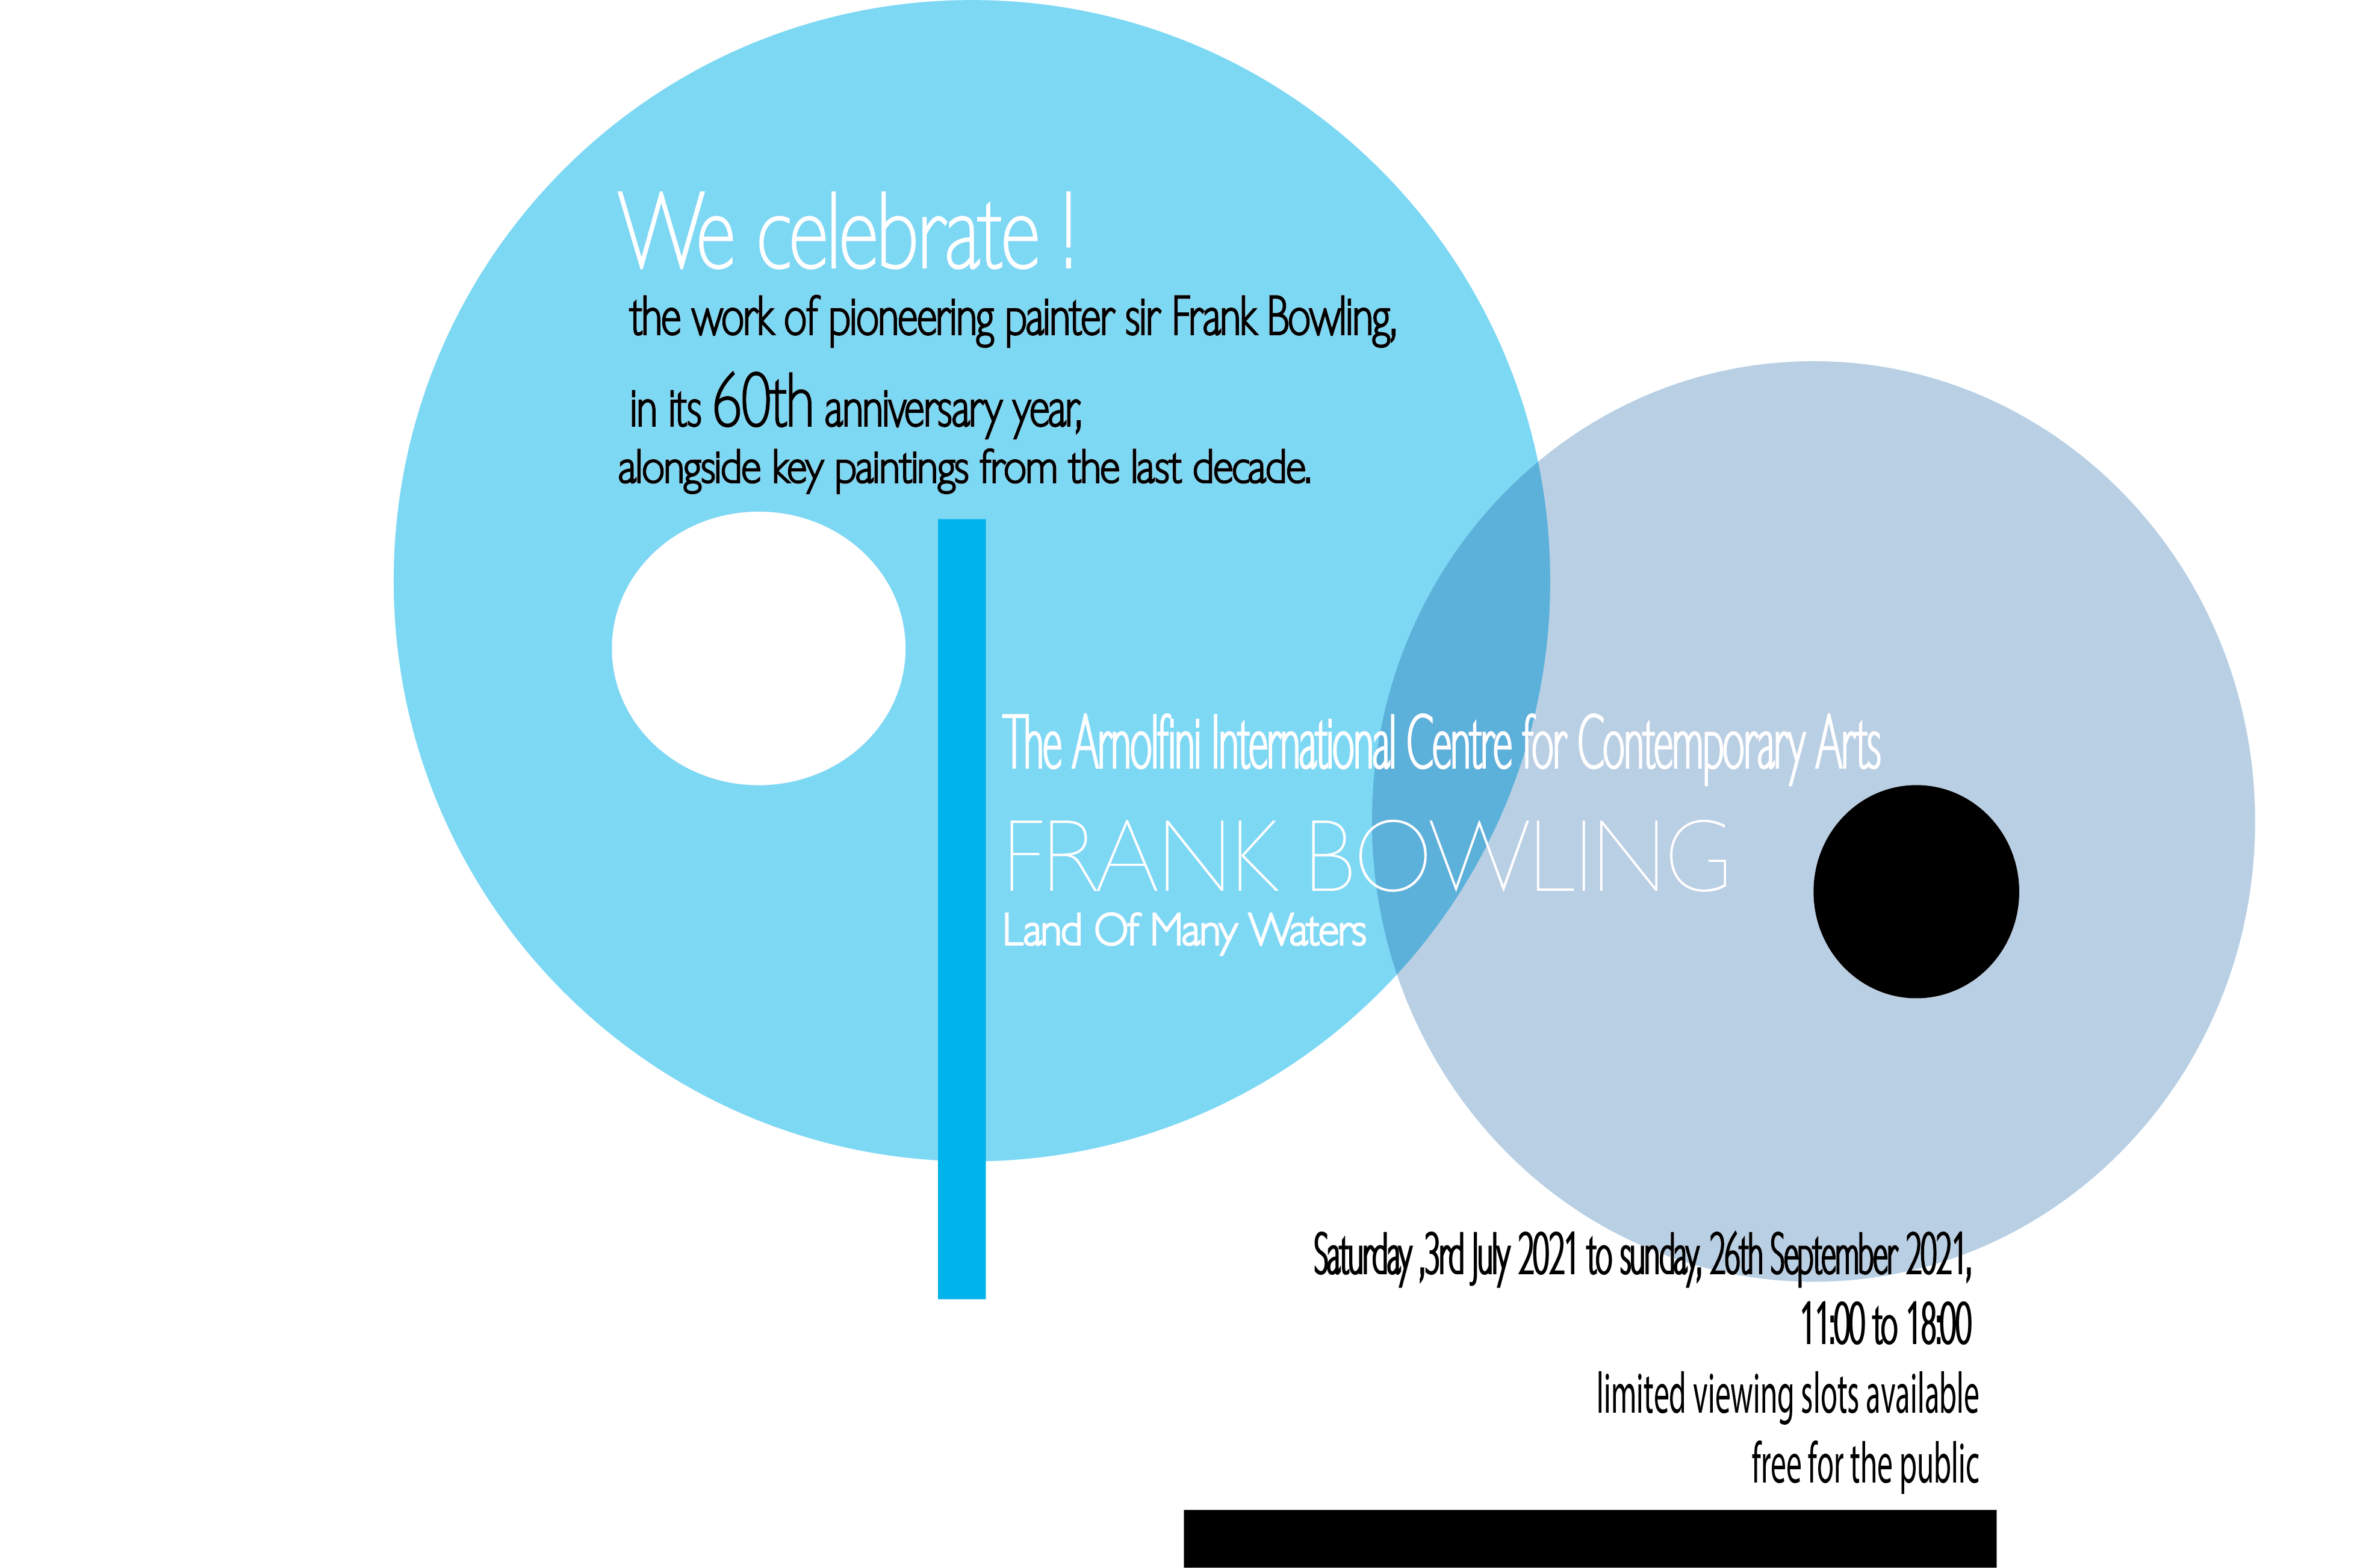 We celebrate !
the work of pioneering painter sir Frank Bowling,
in its 60th anniversary year,
alongside key paintings from the last decade.
The Arnolfini International Centre for Contemporary Arts
FRANK BOWLING
Land Of Many Waters
Saturday ,3rd July 2021 to sunday, 26th September 2021,
11:00 to 18:00
limited viewing slots available
free for the public